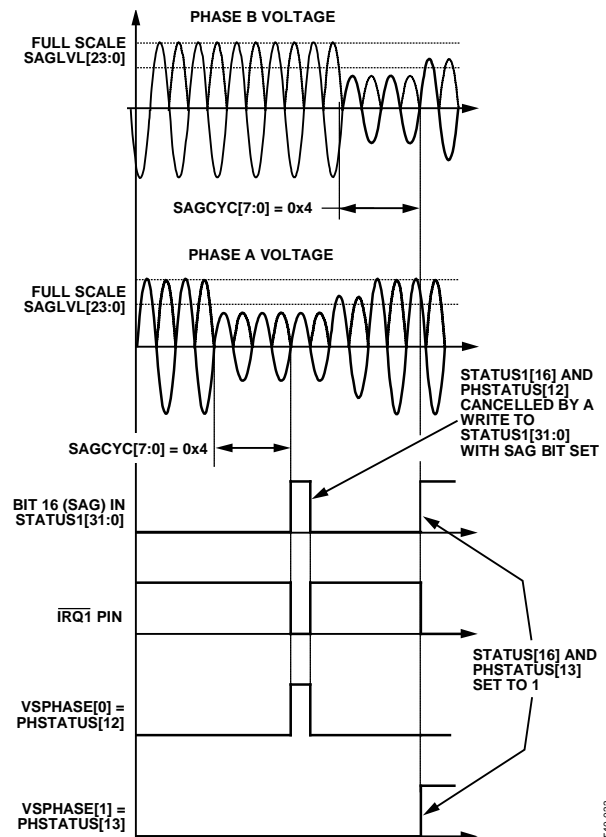 PHASE B VOLTAGE
FULL SCALE
SAGLVL[23:0]
SAGCYC[7:0] = 0x4
PHASE A VOLTAGE
FULL SCALE
SAGLVL[23:0]
STATUS1[16] AND
PHSTATUS[12]
CANCELLED BY A
WRITE TO
STATUS1[31:0]
WITH SAG BIT SET
SAGCYC[7:0] = 0x4
BIT 16 (SAG) IN
STATUS1[31:0]
IRQ1 PIN
STATUS[16] AND
PHSTATUS[13]
SET TO 1
VSPHASE[0] =
PHSTATUS[12]
VSPHASE[1] =
PHSTATUS[13]